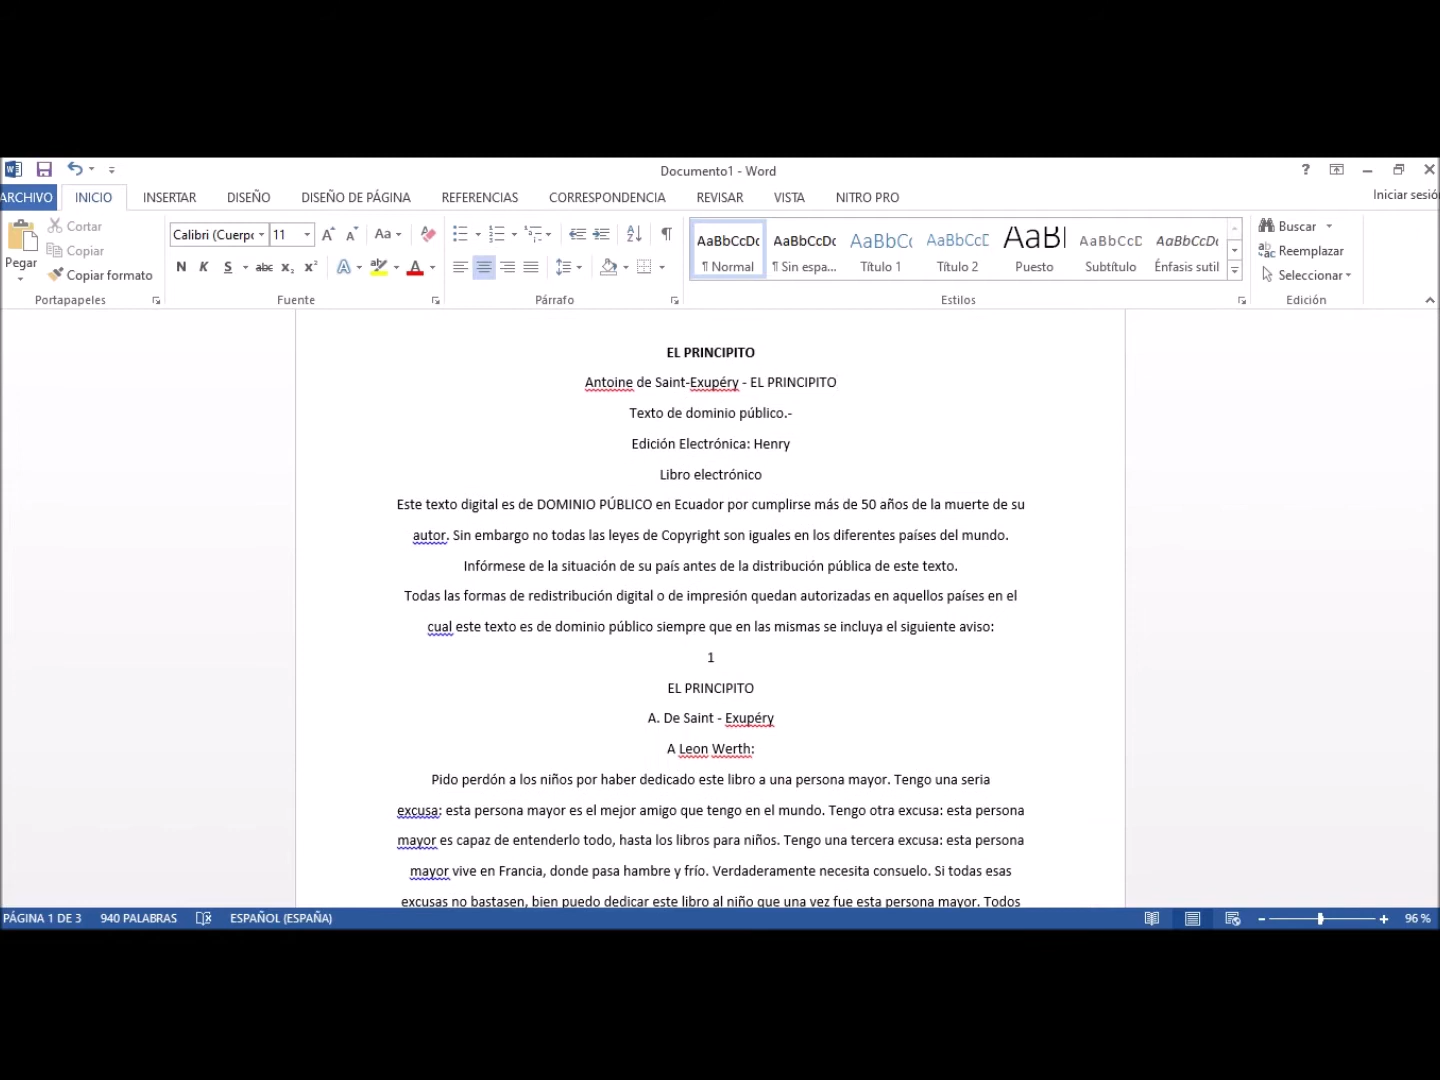 Documento1 - Word
ARCHIVO INICIO INSERTAR DISEÑO DISEÑO DE PÁGINA REFERENCIAS CORRESPONDENCIA REVISAR VISTA NITRO PRO Iniciar sesió
Pegar
Cortar
Copiar
Copiar formato
Portapapeles
Calibri (Cuerpo 11
N K S abc x₂ x²
Aa
Fuente
Párrafo
AaBbCcDc AaBbCcDc AaBbC AaBbCcD AaB AaBbCcD AaBbCcDc
¶ Normal ¶ Sin espa... Título 1 Título 2 Puesto Subtítulo Énfasis sutil
Estilos
Buscar
Reemplazar
Seleccionar
Edición
EL PRINCIPITO
Antoine de Saint-Exupéry - EL PRINCIPITO
Texto de dominio público.-
Edición Electrónica: Henry
Libro electrónico
Este texto digital es de DOMINIO PÚBLICO en Ecuador por cumplirse más de 50 años de la muerte de su
autor. Sin embargo no todas las leyes de Copyright son iguales en los diferentes países del mundo.
Infórmese de la situación de su país antes de la distribución pública de este texto.
Todas las formas de redistribución digital o de impresión quedan autorizadas en aquellos países en el
cual este texto es de dominio público siempre que en las mismas se incluya el siguiente aviso:
1
EL PRINCIPITO
A. De Saint - Exupéry
A Leon Werth:
Pido perdón a los niños por haber dedicado este libro a una persona mayor. Tengo una seria
excusa: esta persona mayor es el mejor amigo que tengo en el mundo. Tengo otra excusa: esta persona
mayor es capaz de entenderlo todo, hasta los libros para niños. Tengo una tercera excusa: esta persona
mayor vive en Francia, donde pasa hambre y frío. Verdaderamente necesita consuelo. Si todas esas
excusas no bastasen, bien puedo dedicar este libro al niño que una vez fue esta persona mayor. Todos
PÁGINA 1 DE 3 940 PALABRAS ESPAÑOL (ESPAÑA) 96 %